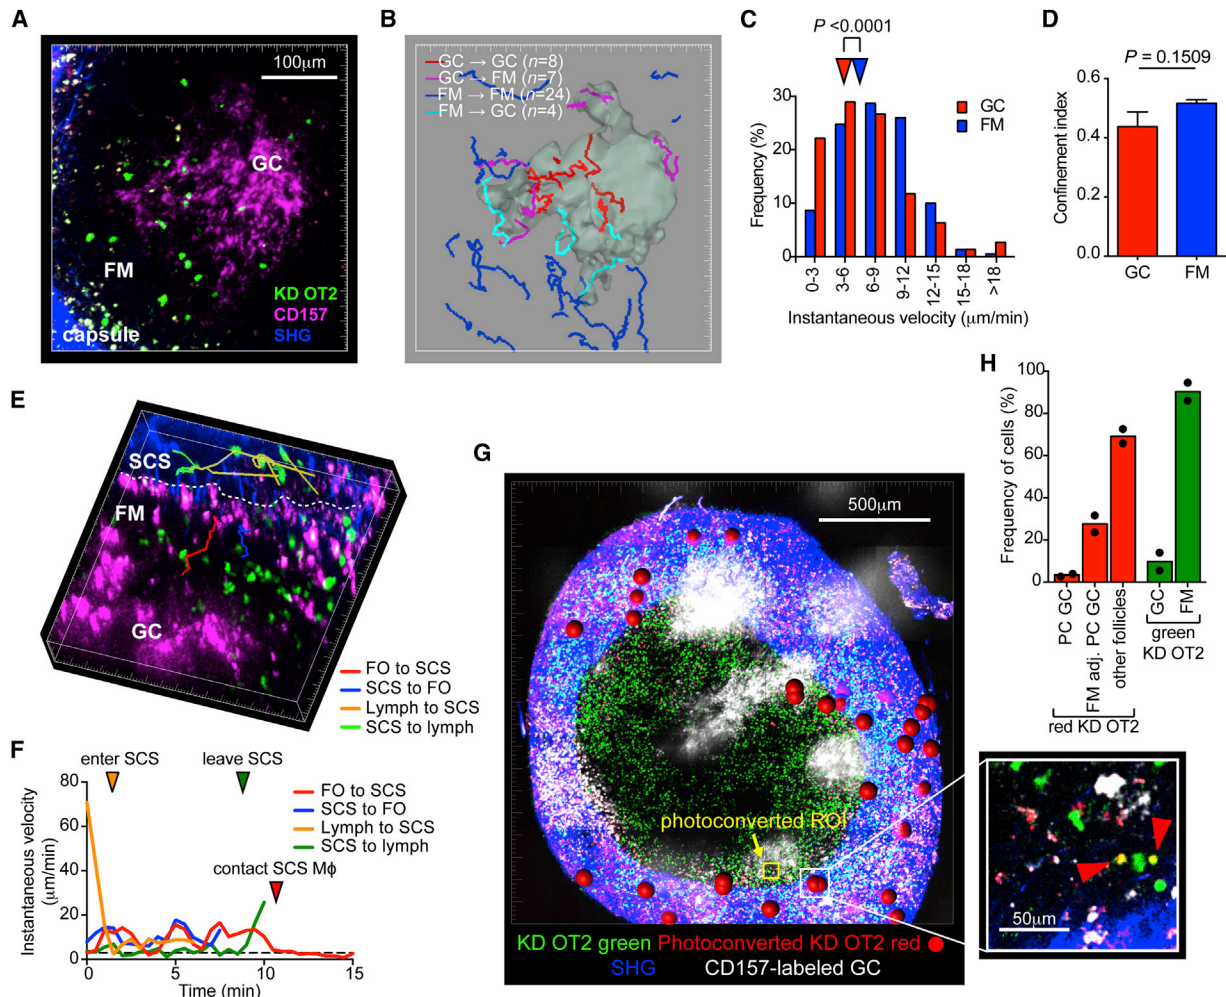 A
100μm
GC
FM
KD OT2
CD157
capsule
SHG
B
GC → GC (n=8)
GC → FM (n=7)
FM → FM (n=24)
FM → GC (n=4)
C
P <0.0001
Frequency (%)
30
20
10
0
GC
FM
0-3
3-6
6-9
9-12
12-15
15-18
>18
Instantaneous velocity (μm/min)
D
P = 0.1509
Confinement index
0.6
0.4
0.2
0.0
GC
FM
E
SCS
FM
GC
FO to SCS
SCS to FO
Lymph to SCS
SCS to lymph
F
enter SCS
leave SCS
Instantaneous velocity
(μm/min)
80
60
40
20
0
FO to SCS
SCS to FO
Lymph to SCS
SCS to lymph
contact SCS Mϕ
0
5
10
15
Time (min)
G
500μm
photoconverted ROI
KD OT2 green Photoconverted KD OT2 red
SHG
CD157-labeled GC
H
Frequency of cells (%)
100
80
60
40
20
0
PC GC
FM adj. PC GC
other follicles
GC
FM
red KD OT2
green
KD OT2
50μm